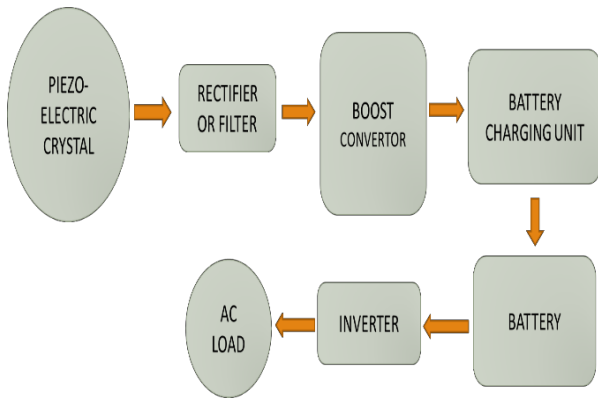 PIEZO-
ELECTRIC
CRYSTAL
RECTIFIER
OR FILTER
BOOST
CONVERTOR
BATTERY
CHARGING UNIT
BATTERY
INVERTER
AC
LOAD